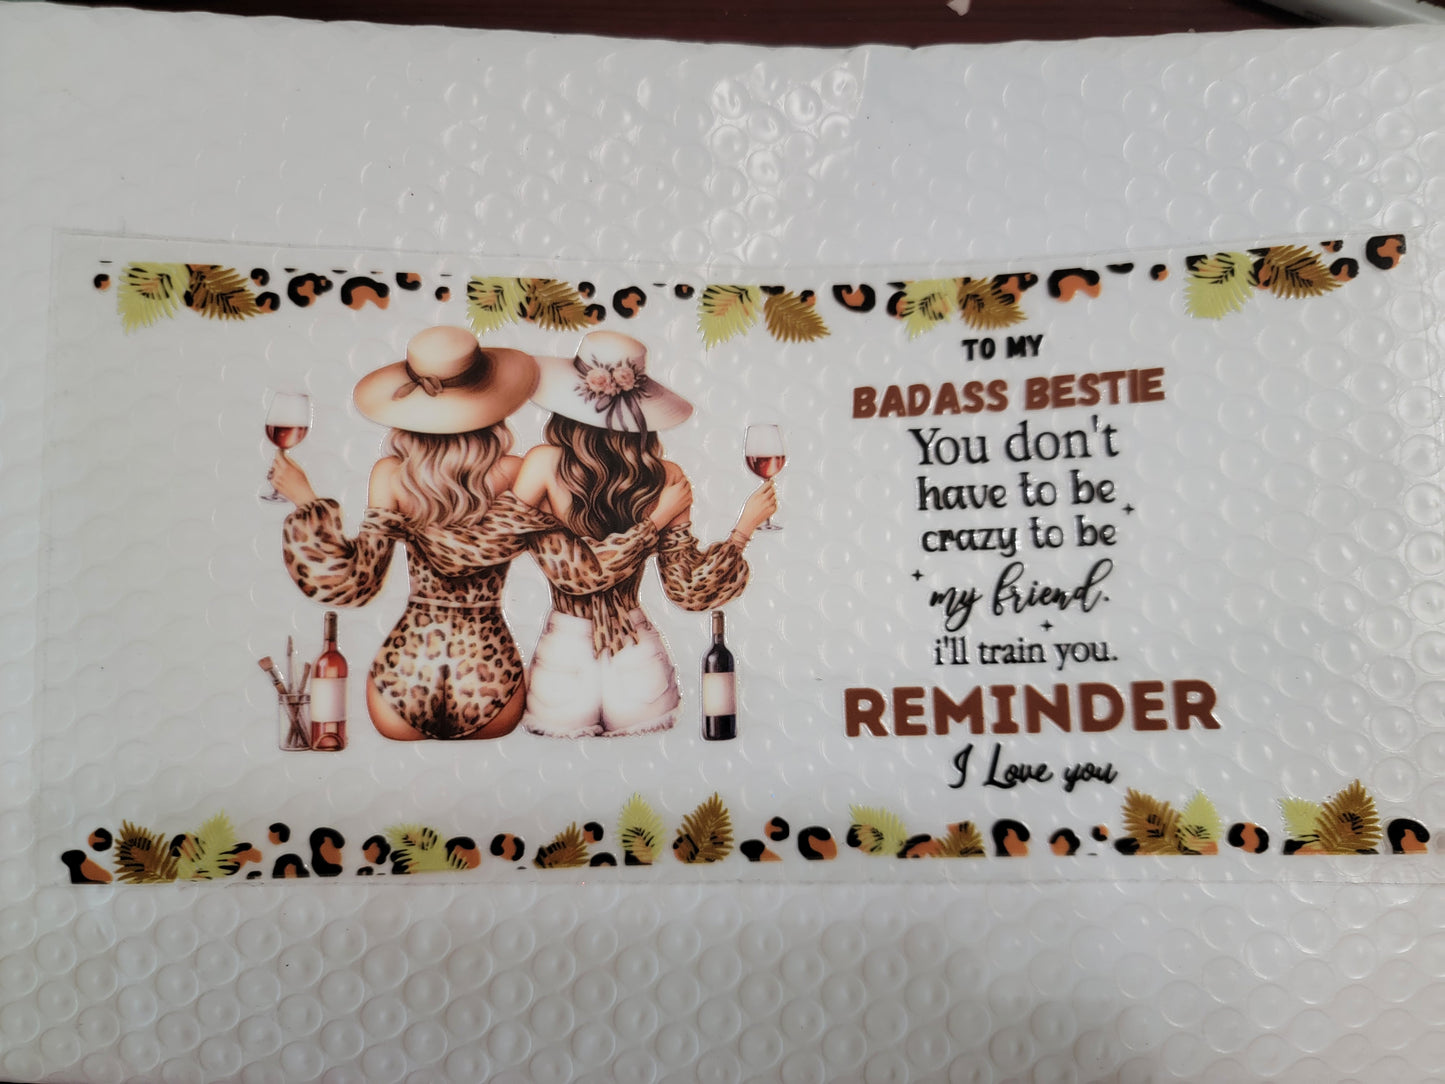 TO MY
BADASS BESTIE
You don't
have to be
crazy to be
my friend.
i'll train you.
REMINDER
I Love you